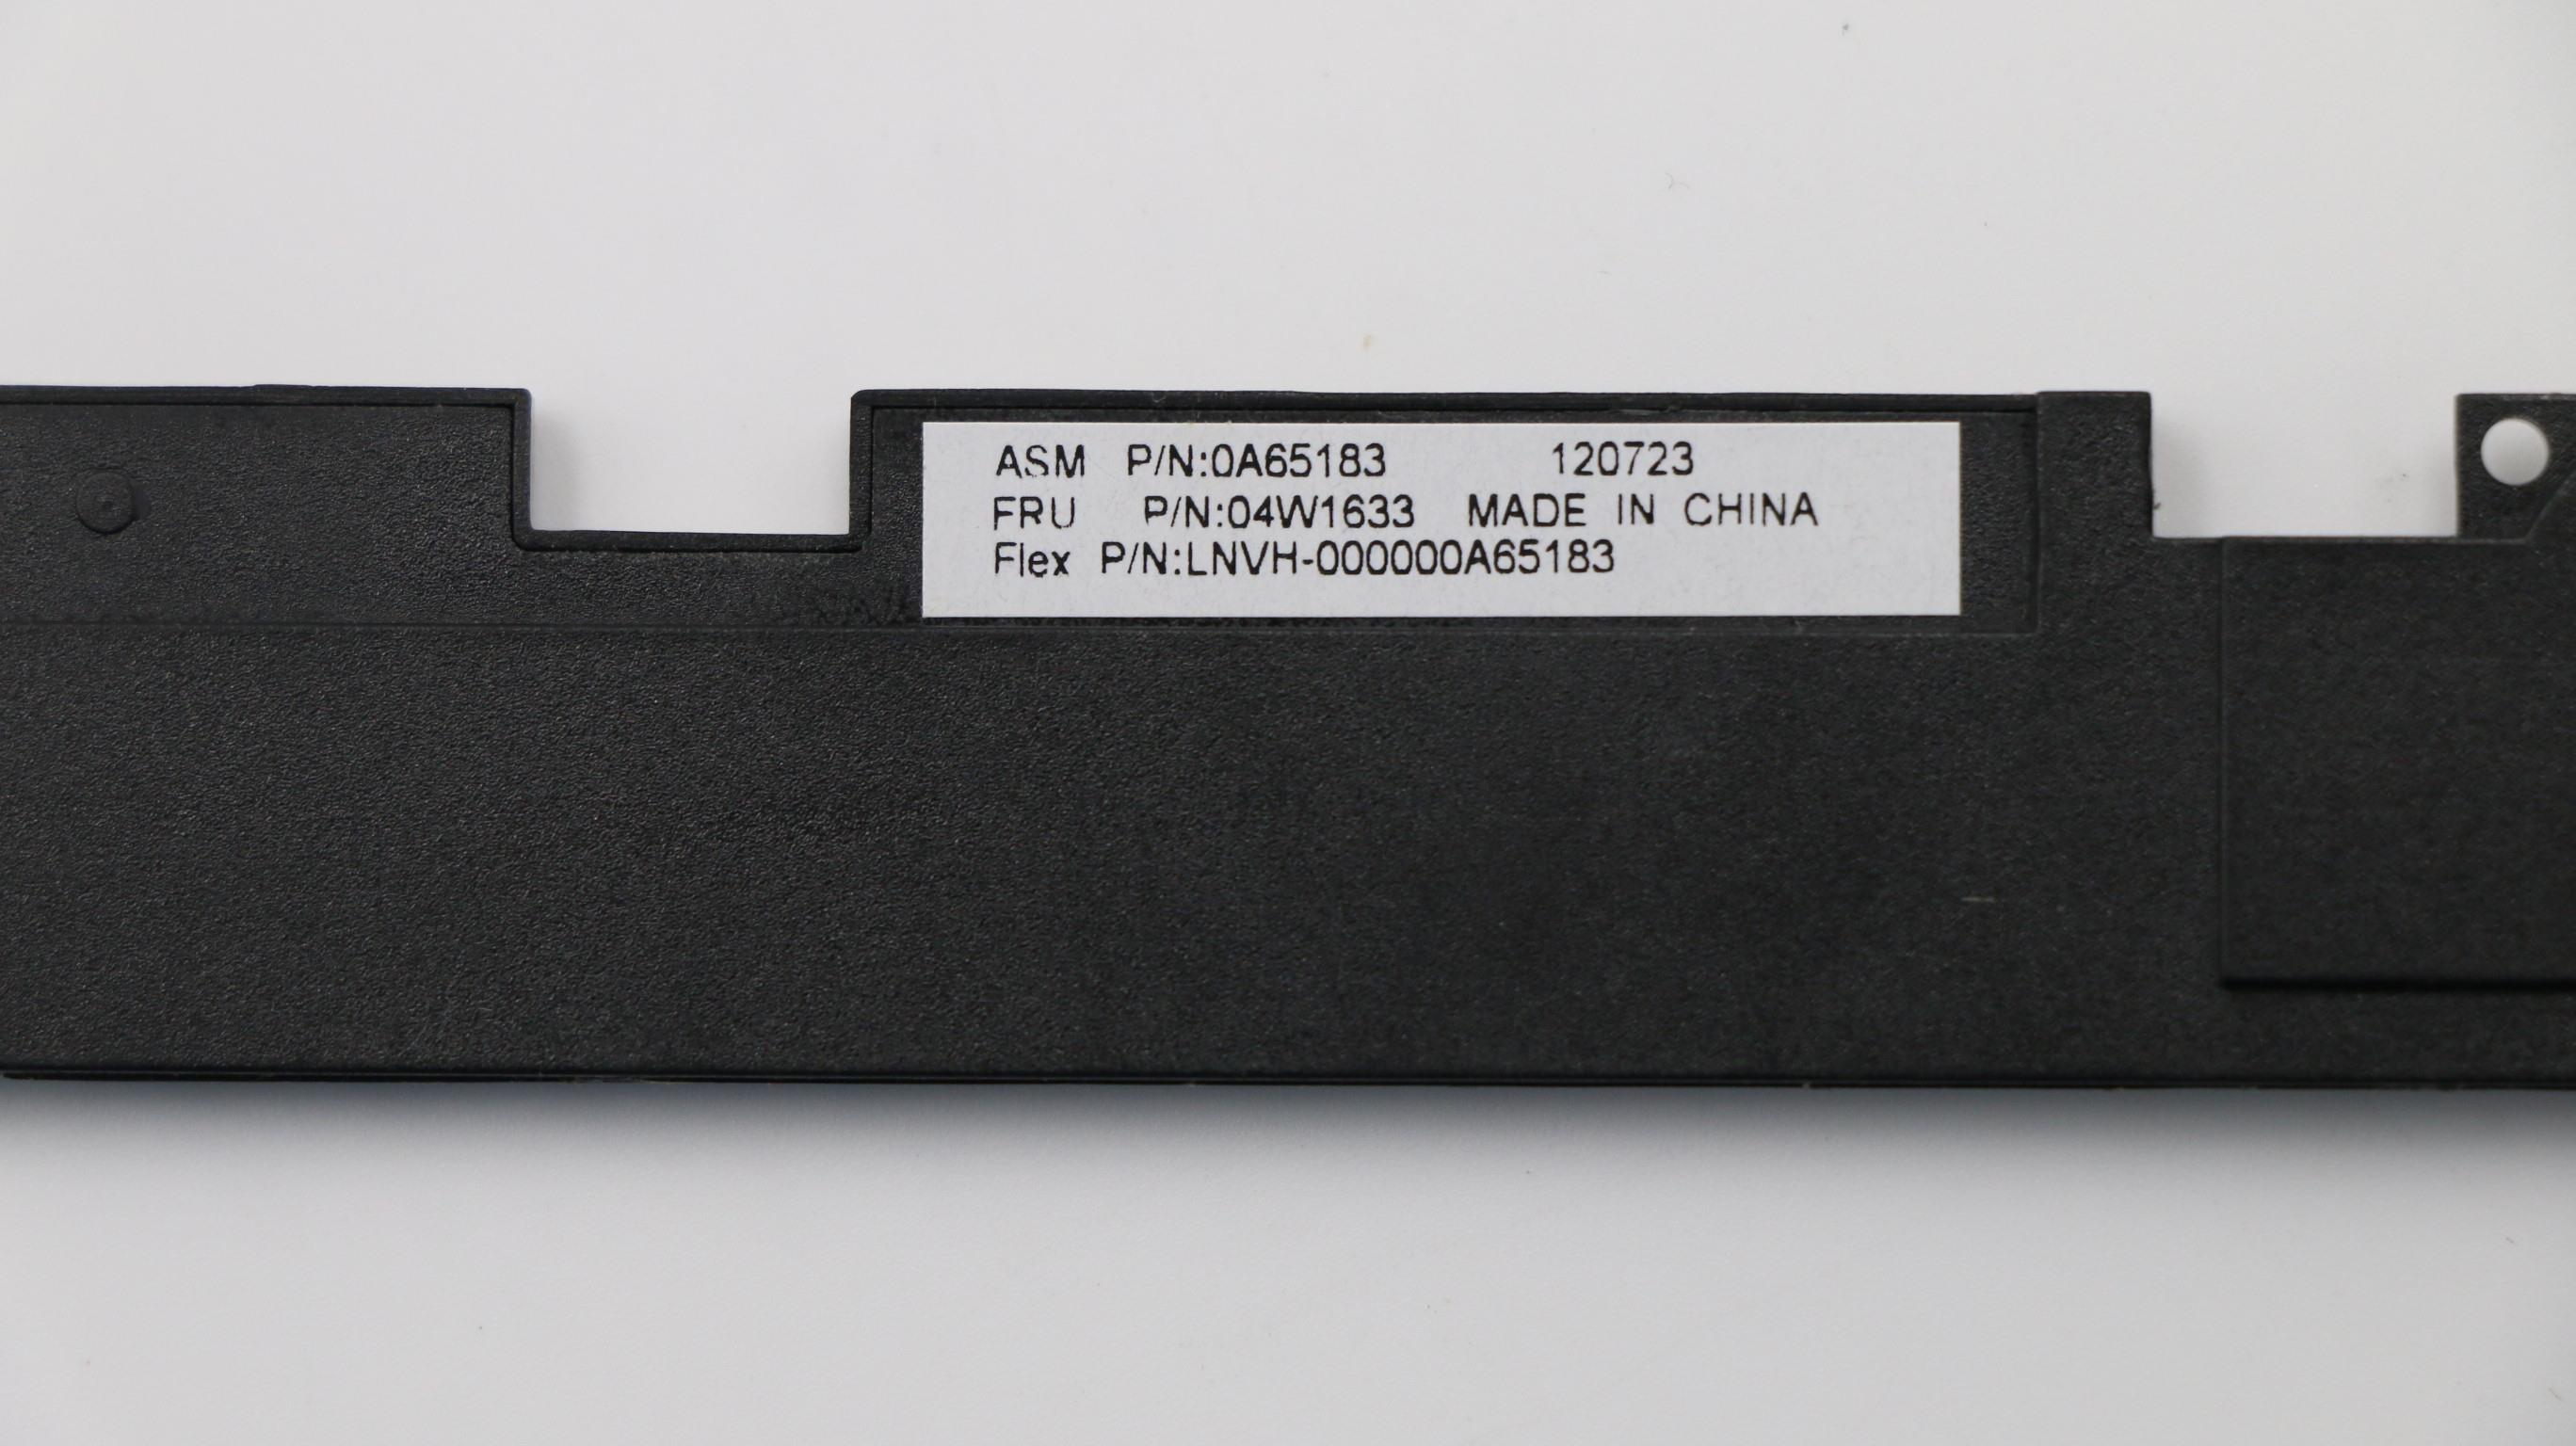 ASM P/N:0A65183 120723
FRU P/N:04W1633 MADE IN CHINA
Flex P/N:LNVH-000000A65183